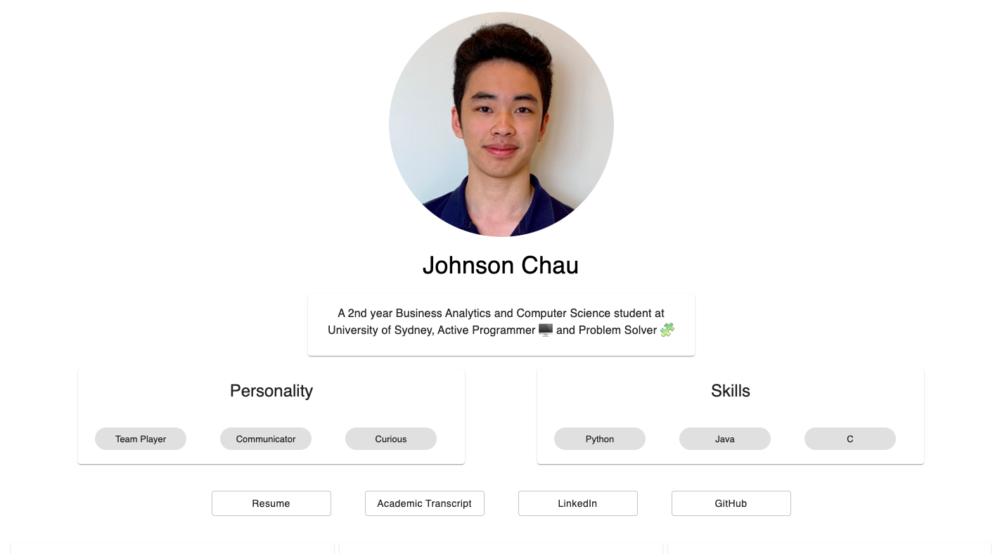 Johnson Chau
A 2nd year Business Analytics and Computer Science student at
University of Sydney, Active Programmer 🖥️ and Problem Solver 🧩
Personality
Team Player
Communicator
Curious
Skills
Python
Java
C
Resume
Academic Transcript
LinkedIn
GitHub